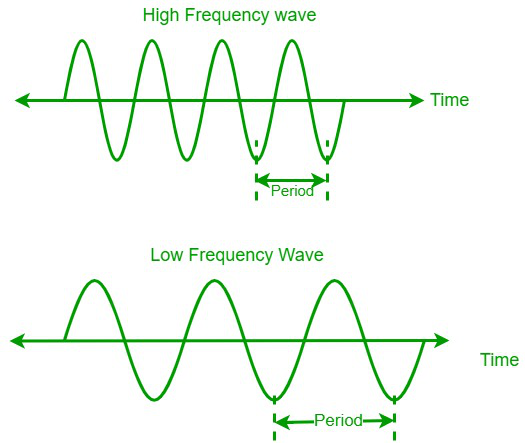 High Frequency wave
Time
Period
Low Frequency Wave
Time
Period